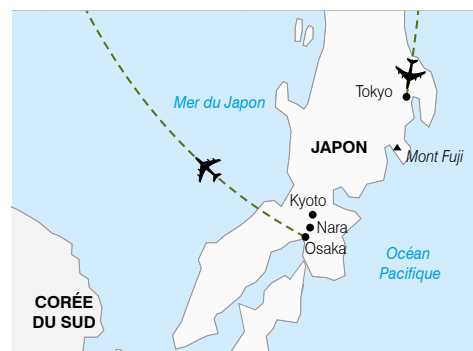 Tokyo
Mer du Japon
JAPON
Mont Fuji
Kyoto
Nara
Osaka
Océan
Pacifique
CORÉE
DU SUD